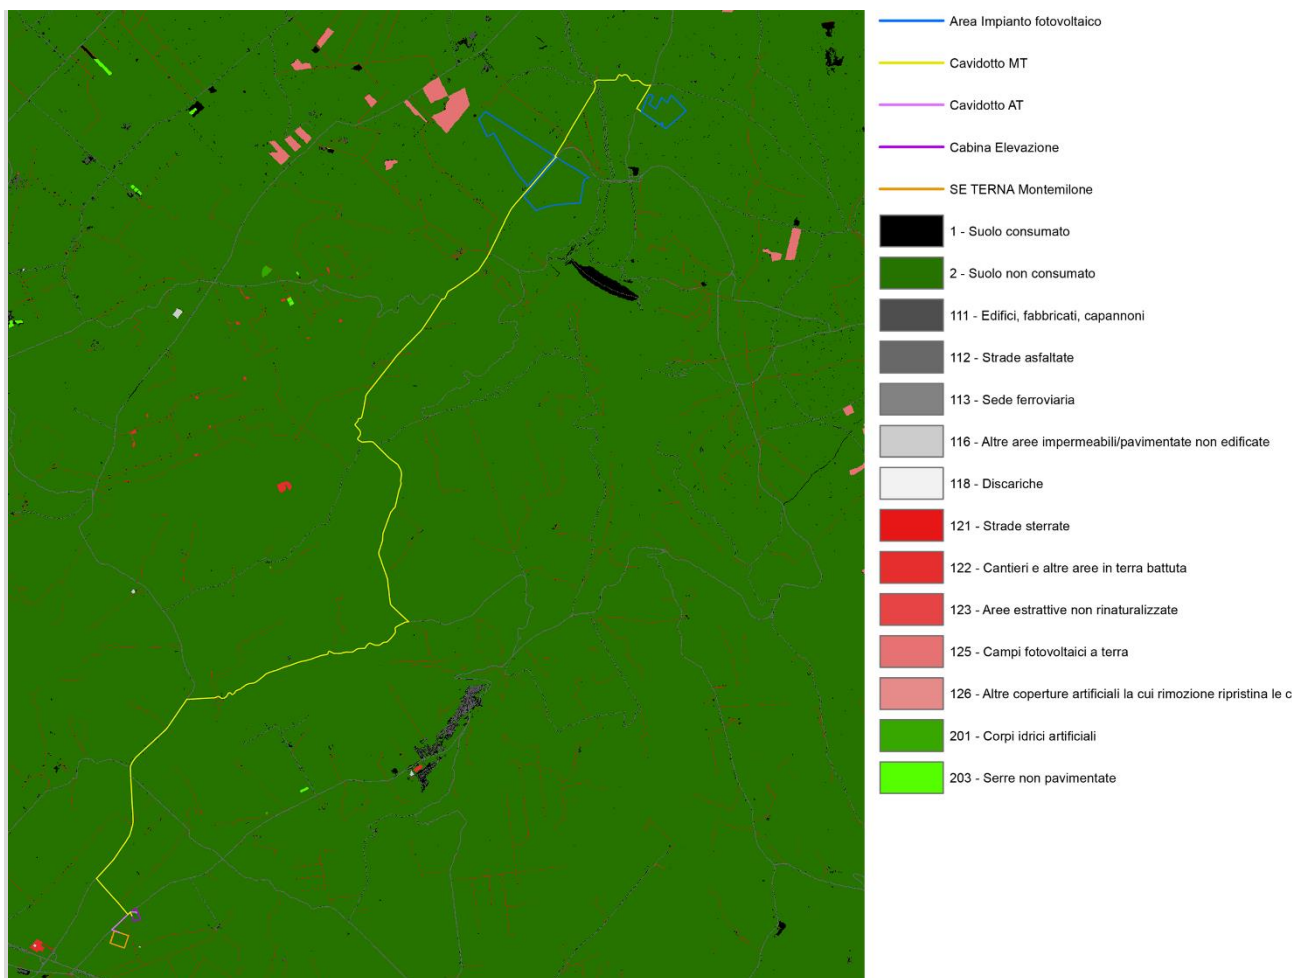 Area Impianto fotovoltaico
Cavidotto MT
Cavidotto AT
Cabina Elevazione
SE TERNA Montemilone
1 - Suolo consumato
2 - Suolo non consumato
111 - Edifici, fabbricati, capannoni
112 - Strade asfaltate
113 - Sede ferroviaria
116 - Altre aree impermeabili/pavimentate non edificate
118 - Discariche
121 - Strade sterrate
122 - Cantieri e altre aree in terra battuta
123 - Aree estrattive non rinaturalizzate
125 - Campi fotovoltaici a terra
126 - Altre coperture artificiali la cui rimozione ripristina le c
201 - Corpi idrici artificiali
203 - Serre non pavimentate